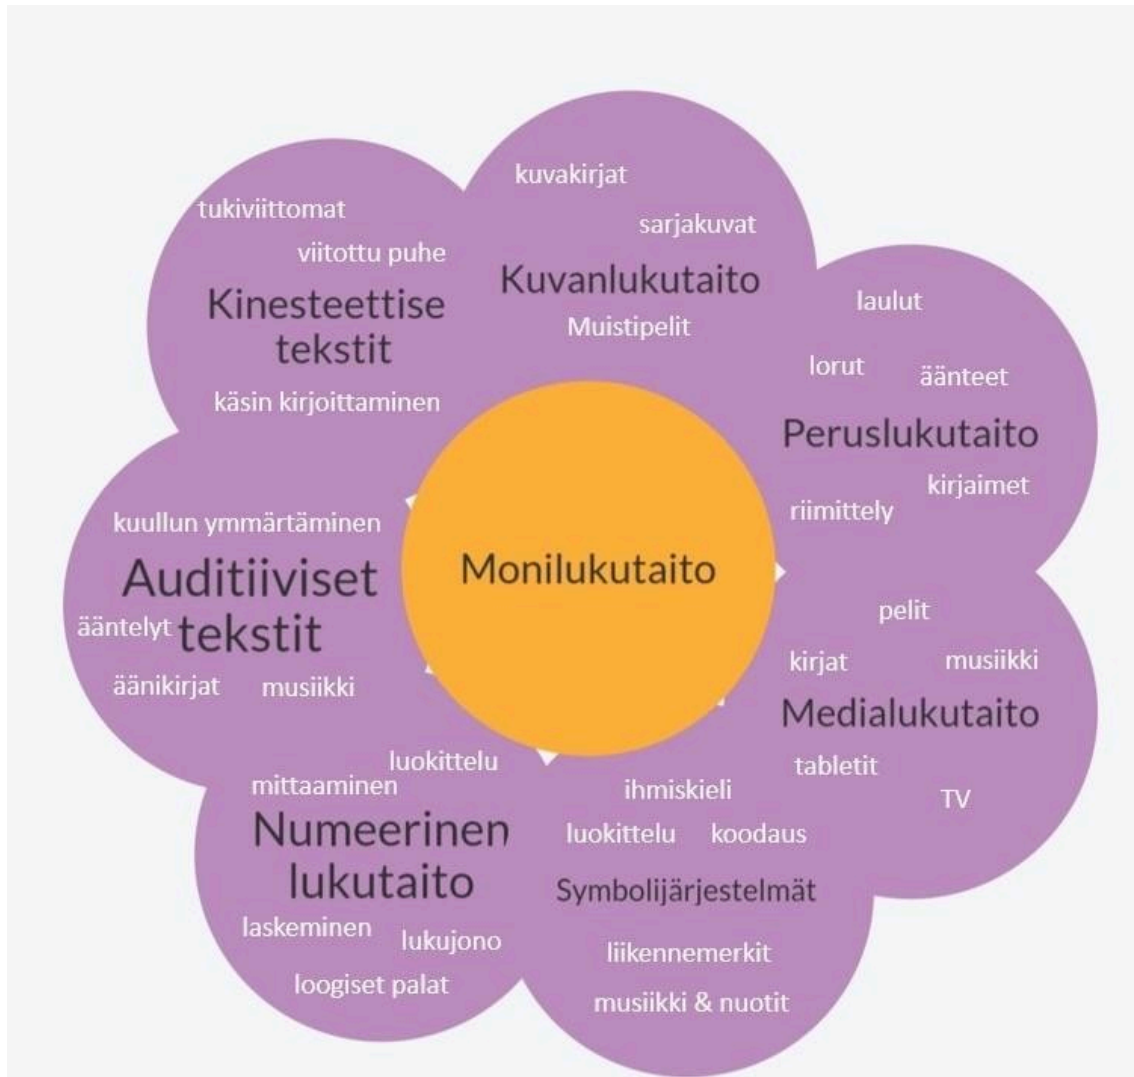 kuvakirjat
sarjakuvat
Kuvanlukutaito
Muistipelit
laulut
lorut
äänteet
Peruslukutaito
kirjaimet
riimittely
pelit
kirjat
musiikki
Medialukutaito
tabletit
TV
ihmiskieli
luokittelu koodaus
Symbolijärjestelmät
liikennemerkit
musiikki & nuotit
luokittelu
mittaaminen
Numeerinen
lukutaito
laskeminen
lukujono
loogiset palat
kuullun ymmärtäminen
Auditiiviset
ääntelyt tekstit
äänikirjat musiikki
tukiviittomat
viitottu puhe
Kinesteettise
tekstit
käsin kirjoittaminen
Monilukutaito